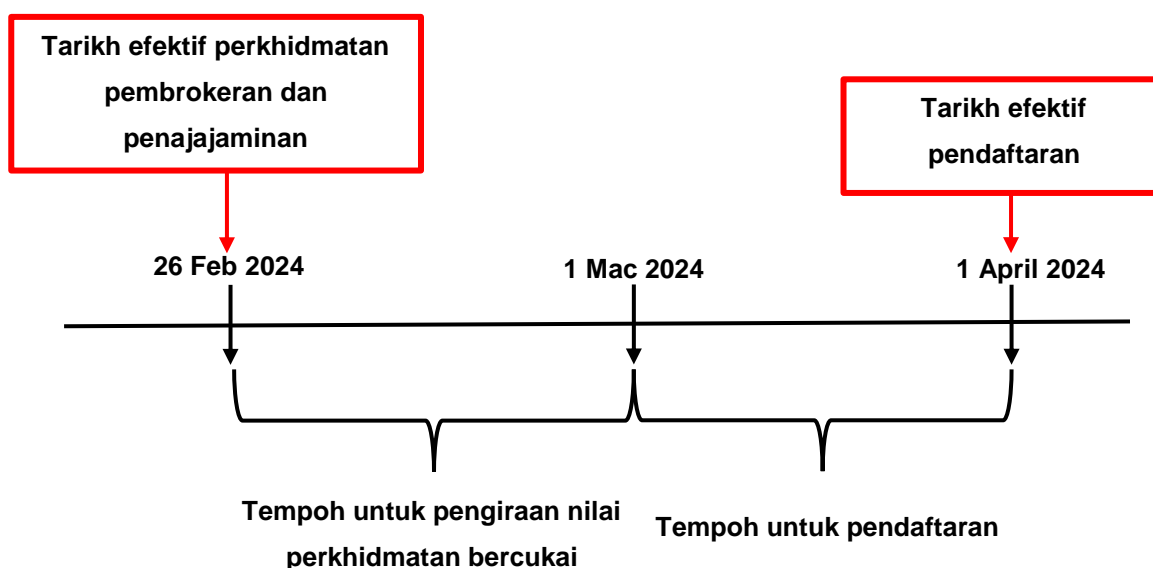 Tarikh efektif perkhidmatan
pembrokeran dan
penajajaminan
Tarikh efektif
pendaftaran
26 Feb 2024
1 Mac 2024
1 April 2024
Tempoh untuk pengiraan nilai
perkhidmatan bercukai
Tempoh untuk pendaftaran